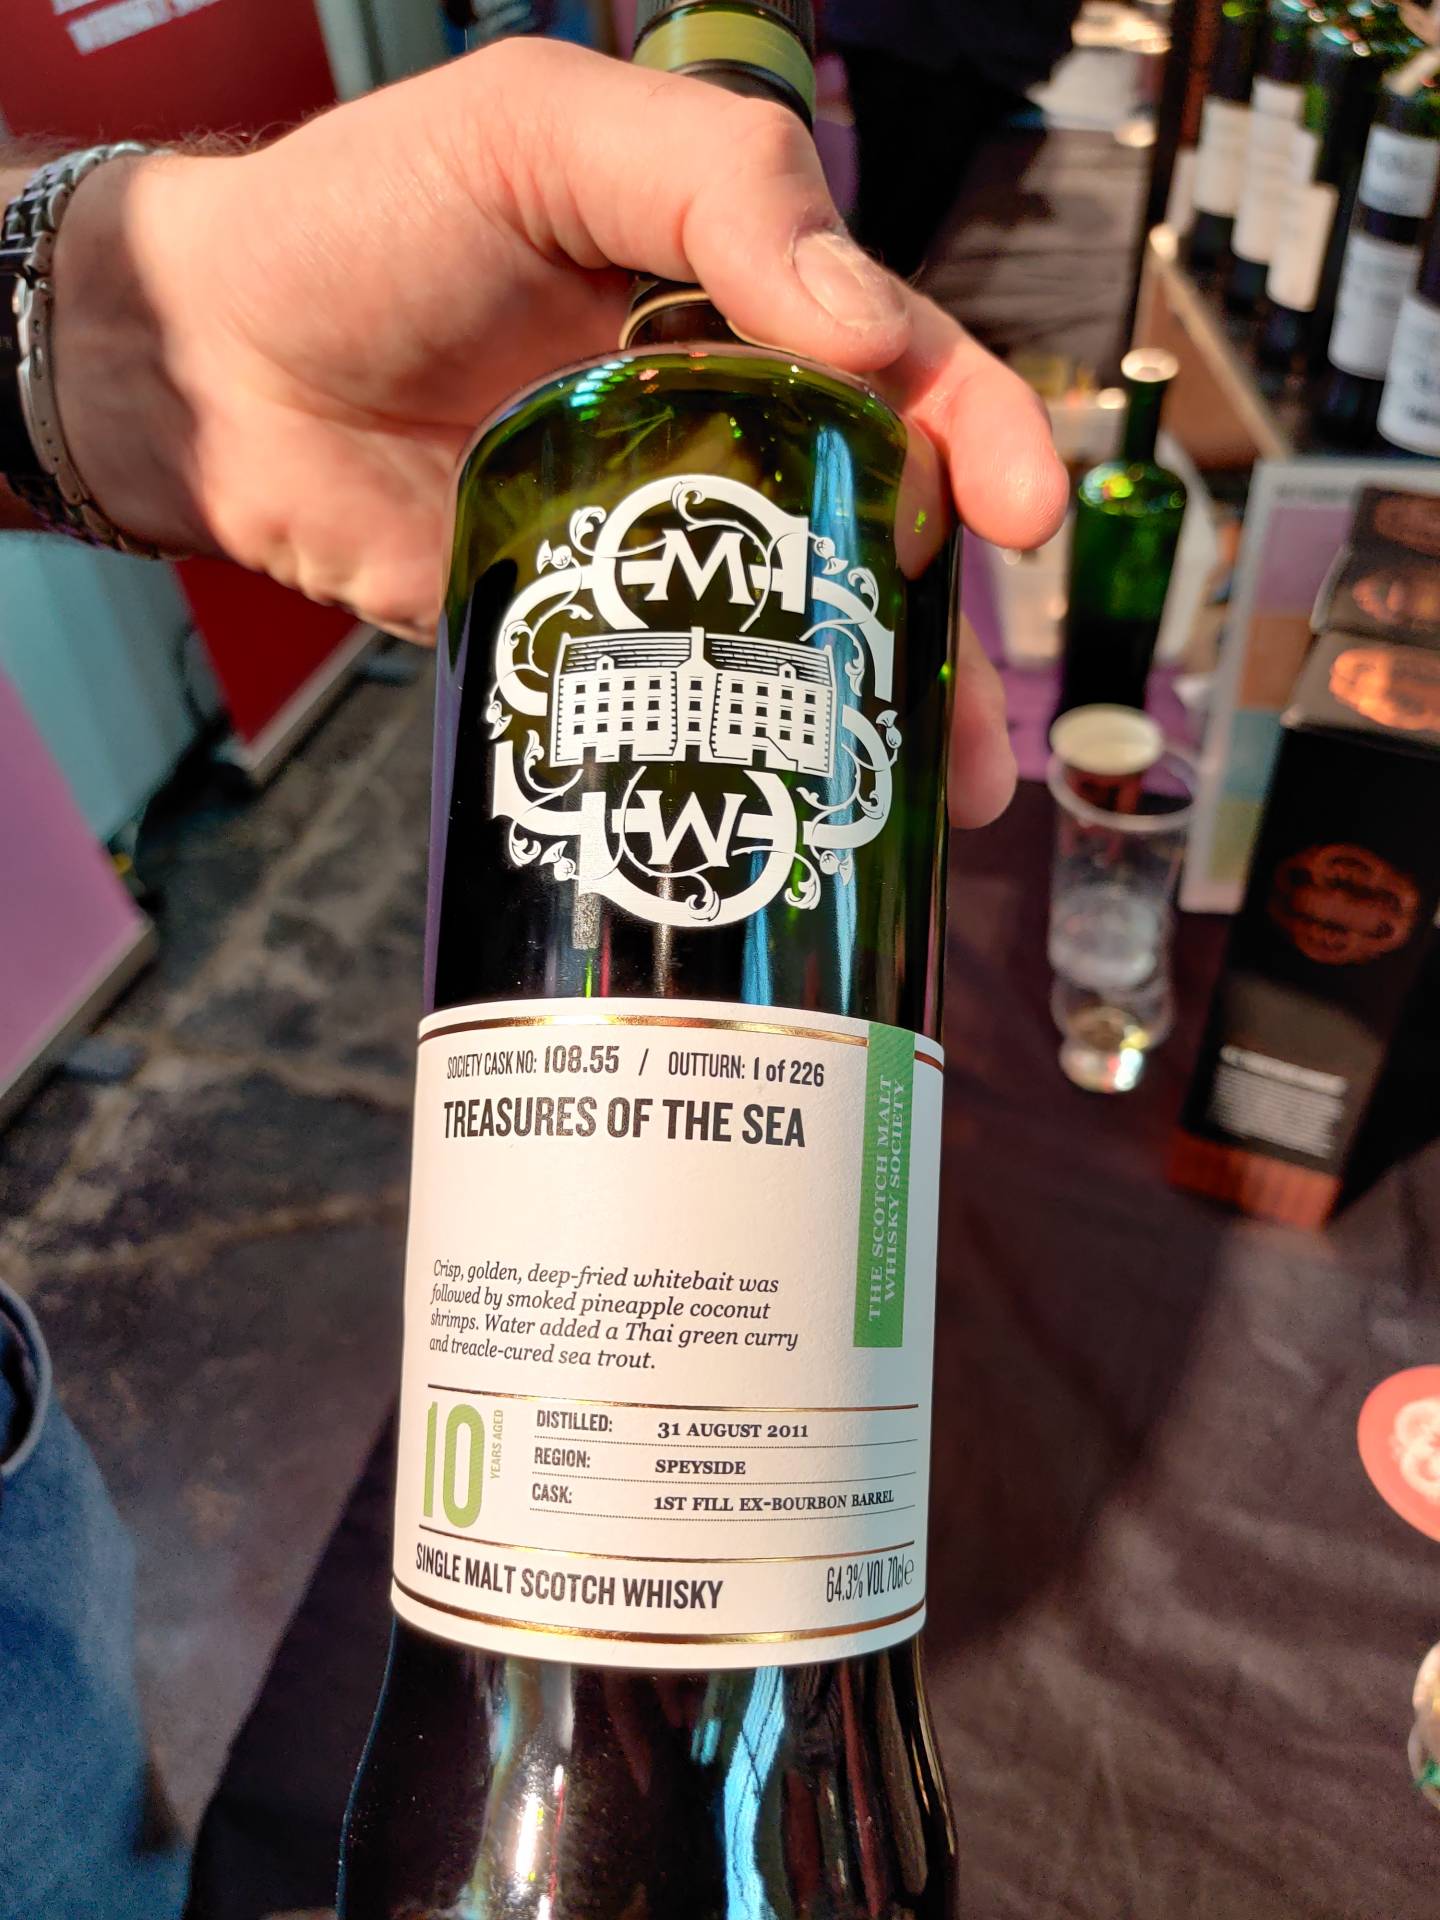 M
W
SOCIETY CASK NO: 108.55 / OUTTURN: 1 of 226
TREASURES OF THE SEA
THE SCOTCH MALT
WHISKY SOCIETY
Crisp, golden, deep-fried whitebait was
followed by smoked pineapple coconut
shrimps. Water added a Thai green curry
and treacle-cured sea trout.
10
YEARS AGED
DISTILLED: 31 AUGUST 2011
REGION: SPEYSIDE
CASK: 1ST FILL EX-BOURBON BARREL
SINGLE MALT SCOTCH WHISKY
64.3% VOL 70cl e